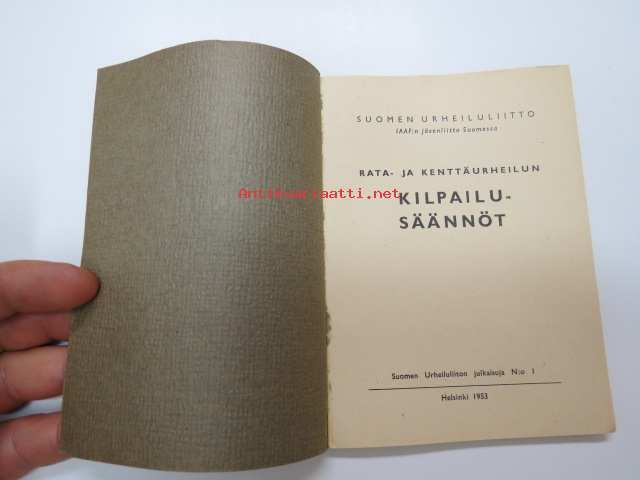 SUOMEN URHEILULIITTO
IAAF:n jäsenliitto Suomessa
RATA- JA KENTTÄURHEILUN
Antikvariaatti.net
KILPAILU-
SÄÄNNÖT
Suomen Urheiluliiton julkaisuja N:o 1
Helsinki 1953